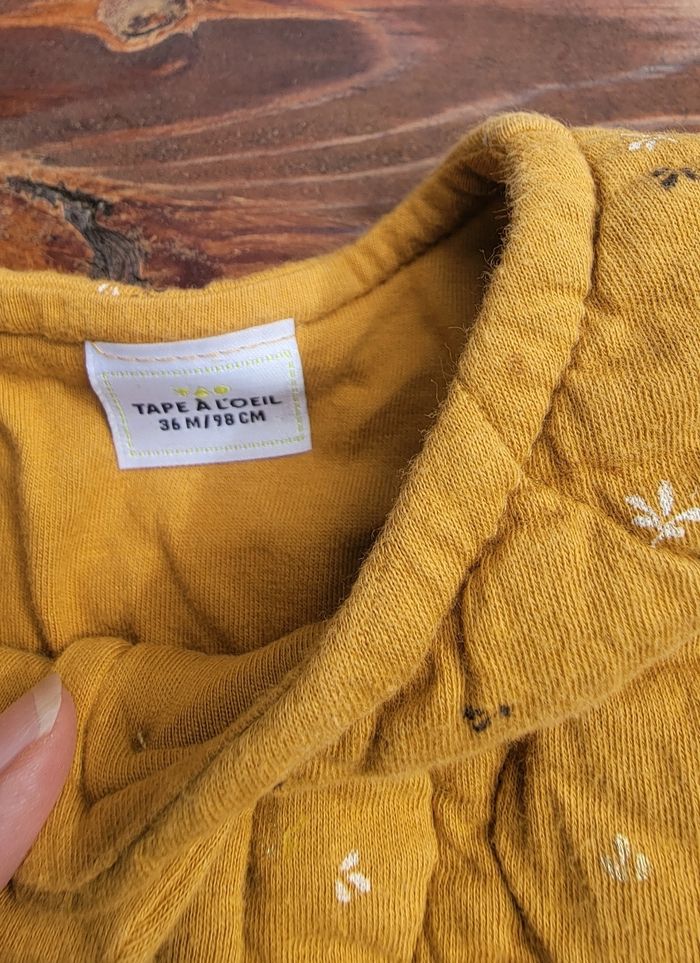 TAPE À L'OEIL
36 M/98 CM